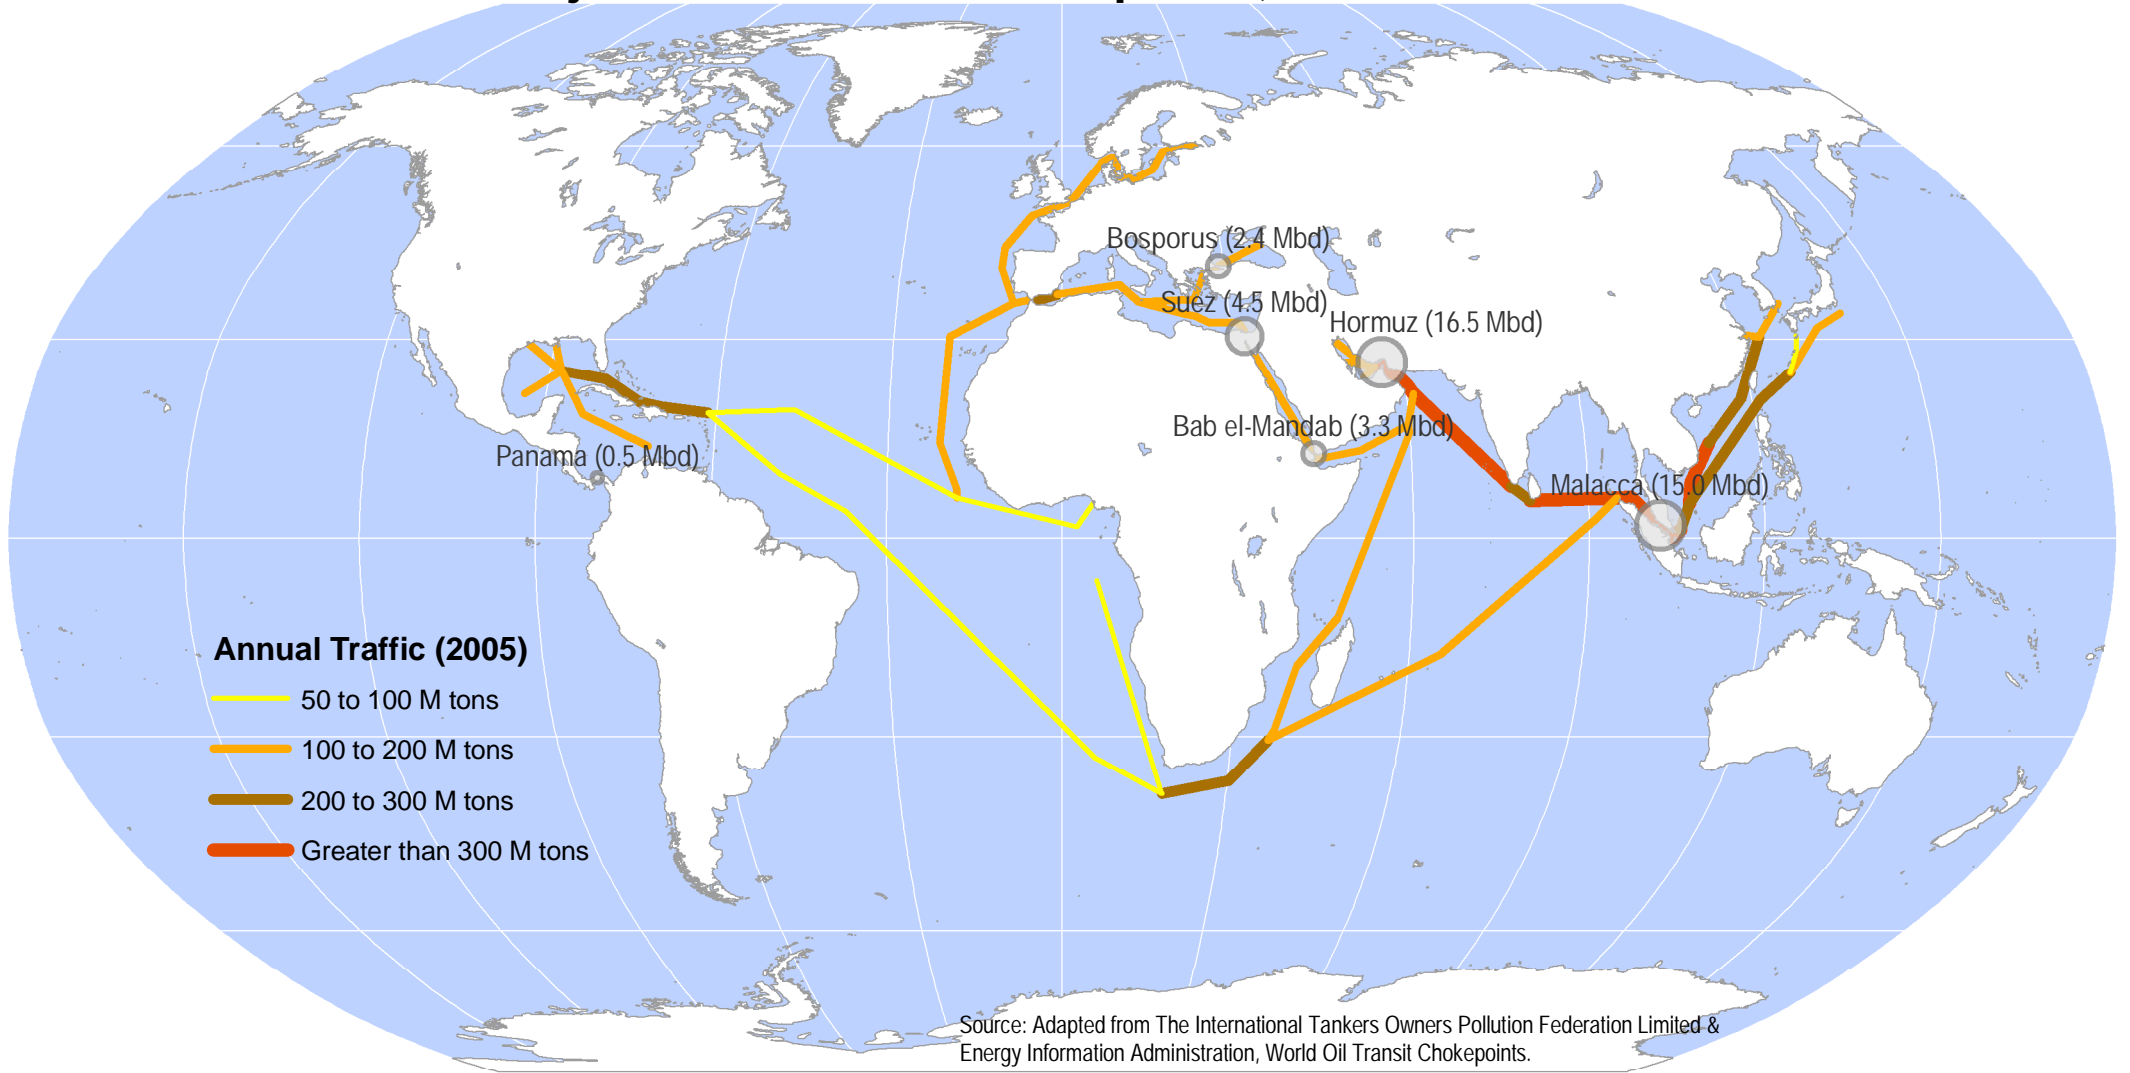 Bosporus (2.4 Mbd)
Suez (4.5 Mbd)
Hormuz (16.5 Mbd)
Bab el-Mandab (3.3 Mbd)
Panama (0.5 Mbd)
Malacca (15.0 Mbd)
Annual Traffic (2005)
50 to 100 M tons
100 to 200 M tons
200 to 300 M tons
Greater than 300 M tons
Source: Adapted from The International Tankers Owners Pollution Federation Limited &
Energy Information Administration, World Oil Transit Chokepoints.